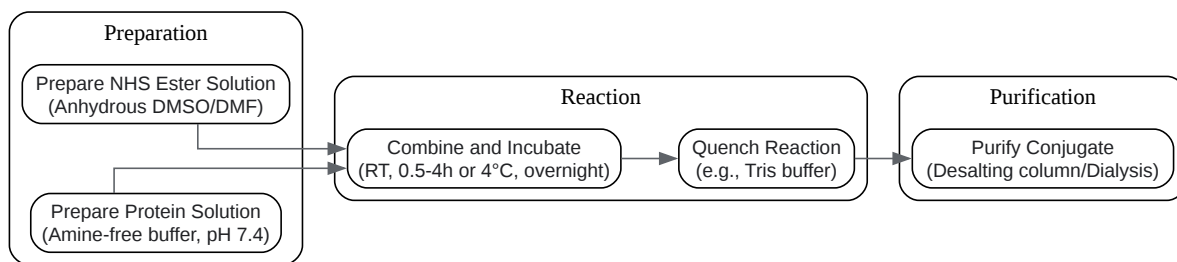 Preparation
Prepare NHS Ester Solution
(Anhydrous DMSO/DMF)
Prepare Protein Solution
(Amine-free buffer, pH 7.4)
Reaction
Combine and Incubate
(RT, 0.5-4h or 4°C, overnight)
Quench Reaction
(e.g., Tris buffer)
Purification
Purify Conjugate
(Desalting column/Dialysis)